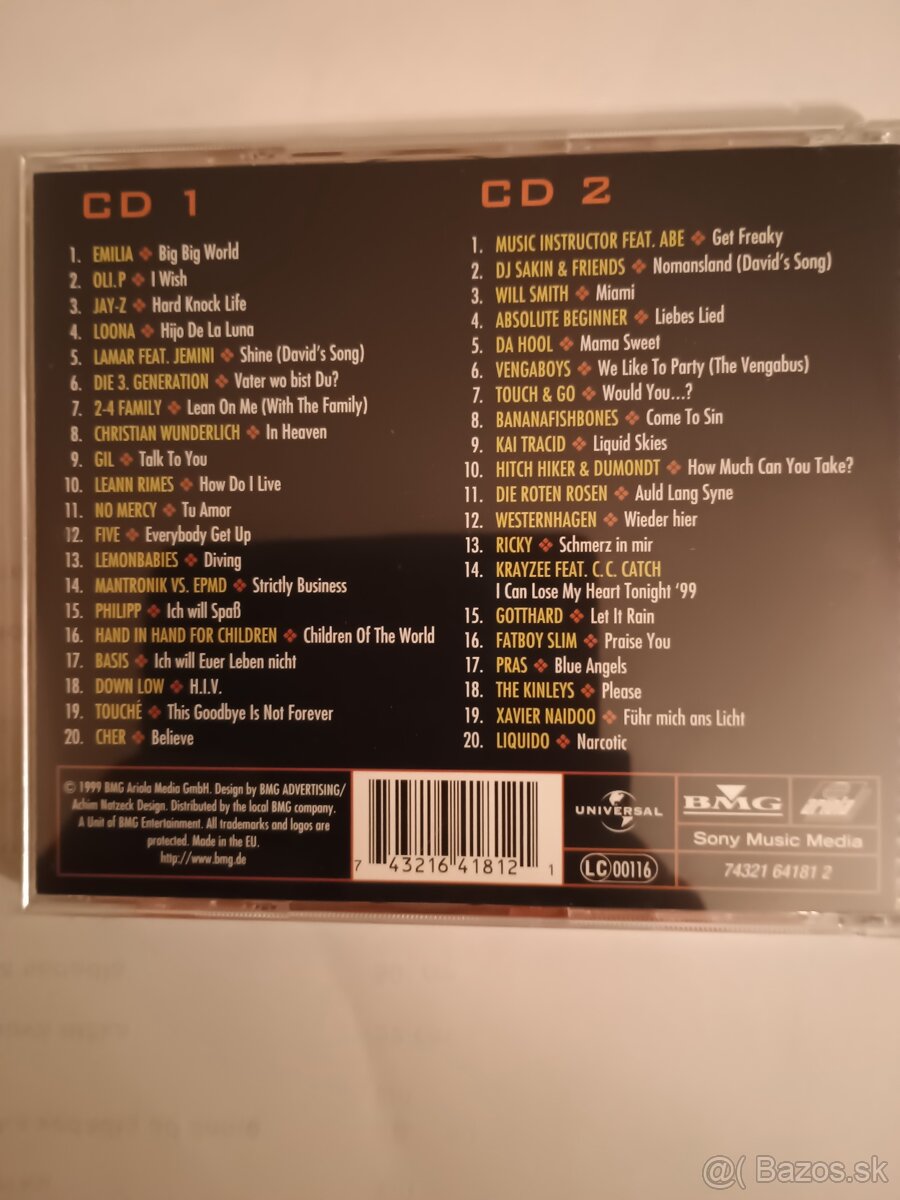 CD 1
1. EMILIA ❖ Big Big World
2. OLI.P ❖ I Wish
3. JAY-Z ❖ Hard Knock Life
4. LOONA ❖ Hijo De La Luna
5. LAMAR FEAT. JEMINI ❖ Shine (David's Song)
6. DIE 3. GENERATION ❖ Vater wo bist Du?
7. 2-4 FAMILY ❖ Lean On Me (With The Family)
8. CHRISTIAN WUNDERLICH ❖ In Heaven
9. GIL ❖ Talk To You
10. LEANN RIMES ❖ How Do I Live
11. NO MERCY ❖ Tu Amor
12. FIVE ❖ Everybody Get Up
13. LEMONBABIES ❖ Diving
14. MANTRONIK VS. EPMD ❖ Strictly Business
15. PHILIPP ❖ Ich will Spaß
16. HAND IN HAND FOR CHILDREN ❖ Children Of The World
17. BASIS ❖ Ich will Euer Leben nicht
18. DOWN LOW ❖ H.I.V.
19. TOUCHÉ ❖ This Goodbye Is Not Forever
20. CHER ❖ Believe
CD 2
1. MUSIC INSTRUCTOR FEAT. ABE ❖ Get Freaky
2. DJ SAKIN & FRIENDS ❖ Nomansland (David's Song)
3. WILL SMITH ❖ Miami
4. ABSOLUTE BEGINNER ❖ Liebes Lied
5. DA HOOL ❖ Mama Sweet
6. VENGABOYS ❖ We Like To Party (The Vengabus)
7. TOUCH & GO ❖ Would You...?
8. BANANAFISHBONES ❖ Come To Sin
9. KAI TRACID ❖ Liquid Skies
10. HITCH HIKER & DUMONDT ❖ How Much Can You Take?
11. DIE ROTEN ROSEN ❖ Auld Lang Syne
12. WESTERNHAGEN ❖ Wieder hier
13. RICKY ❖ Schmerz in mir
14. KRAYZEE FEAT. C.C. CATCH
I Can Lose My Heart Tonight '99
15. GOTTHARD ❖ Let It Rain
16. FATBOY SLIM ❖ Praise You
17. PRAS ❖ Blue Angels
18. THE KINLEYS ❖ Please
19. XAVIER NAIDOO ❖ Führ mich ans Licht
20. LIQUIDO ❖ Narcotic
© 1999 BMG Ariola Media GmbH. Design by BMG ADVERTISING/
Achim Natzeck Design. Distributed by the local BMG company.
A Unit of BMG Entertainment. All trademarks and logos are
protected. Made in the EU.
http://www.bmg.de
7 43216 41812 1
UNIVERSAL
LC 00116
BMG
ariola
Sony Music Media
74321 64181 2
@( Bazos.sk